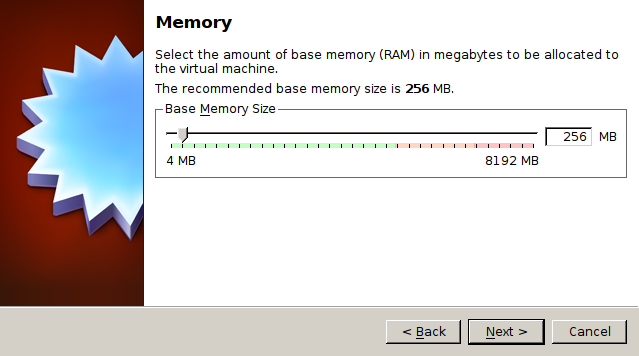 Memory
Select the amount of base memory (RAM) in megabytes to be allocated to
the virtual machine.
The recommended base memory size is 256 MB.
Base Memory Size
256 MB
4 MB 8192 MB
< Back Next > Cancel